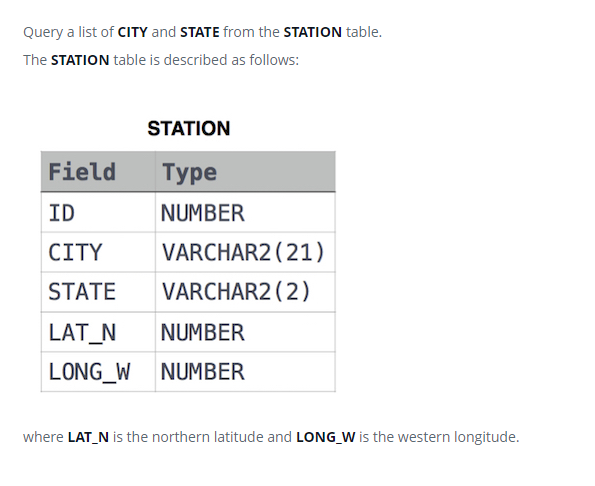 Query a list of CITY and STATE from the STATION table.
The STATION table is described as follows:
STATION
Field Type
ID NUMBER
CITY VARCHAR2(21)
STATE VARCHAR2(2)
LAT_N NUMBER
LONG_W NUMBER
where LAT_N is the northern latitude and LONG_W is the western longitude.